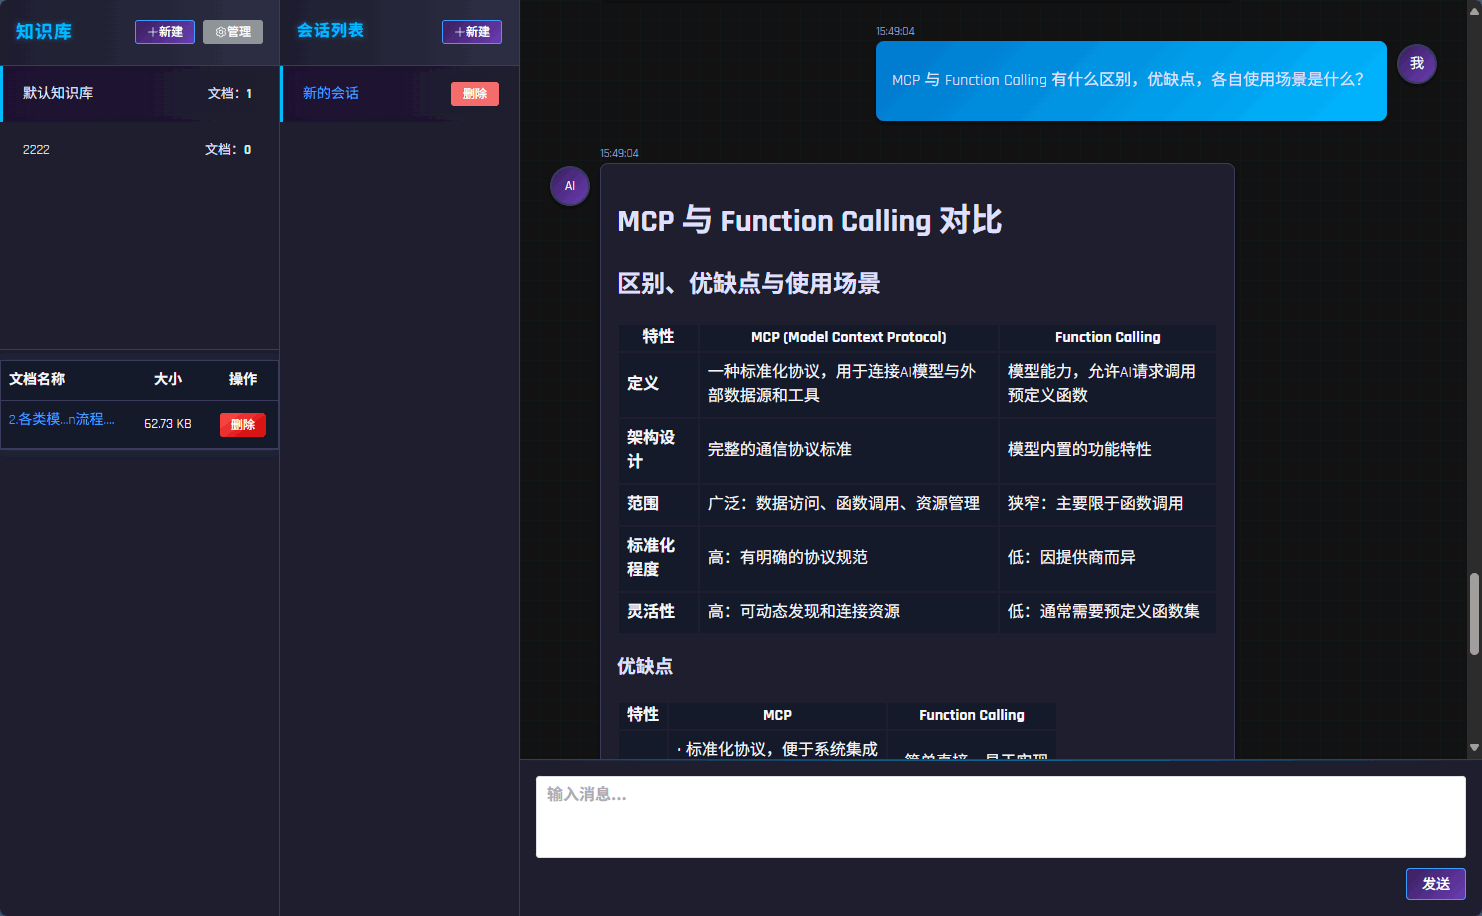 知识库
＋新建
管理
默认知识库 文档：1
2222 文档：0
文档名称 大小 操作
2.各类模...n流程.... 62.73 KB 删除
会话列表
＋新建
新的会话 删除
15:49:04
MCP 与 Function Calling 有什么区别，优缺点，各自使用场景是什么？
我
15:49:04
AI
MCP 与 Function Calling 对比
区别、优缺点与使用场景
特性 MCP (Model Context Protocol) Function Calling
定义 一种标准化协议，用于连接AI模型与外 模型能力，允许AI请求调用
部数据源和工具 预定义函数
架构设
计 完整的通信协议标准 模型内置的功能特性
范围 广泛：数据访问、函数调用、资源管理 狭窄：主要限于函数调用
标准化
程度 高：有明确的协议规范 低：因提供商而异
灵活性 高：可动态发现和连接资源 低：通常需要预定义函数集
优缺点
特性 MCP Function Calling
· 标准化协议，便于系统集成
输入消息...
发送